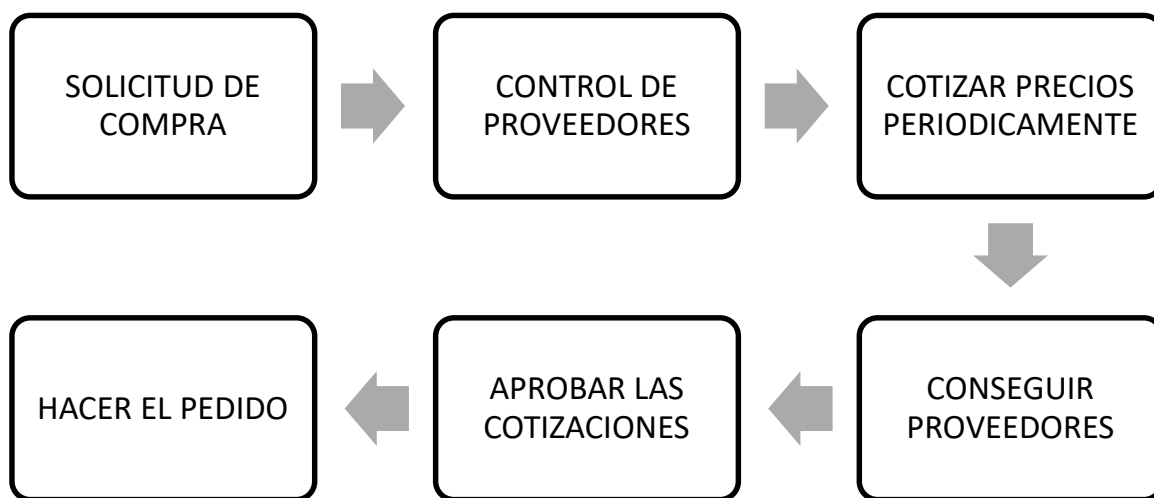 SOLICITUD DE
COMPRA
CONTROL DE
PROVEEDORES
COTIZAR PRECIOS
PERIODICAMENTE
CONSEGUIR
PROVEEDORES
APROBAR LAS
COTIZACIONES
HACER EL PEDIDO